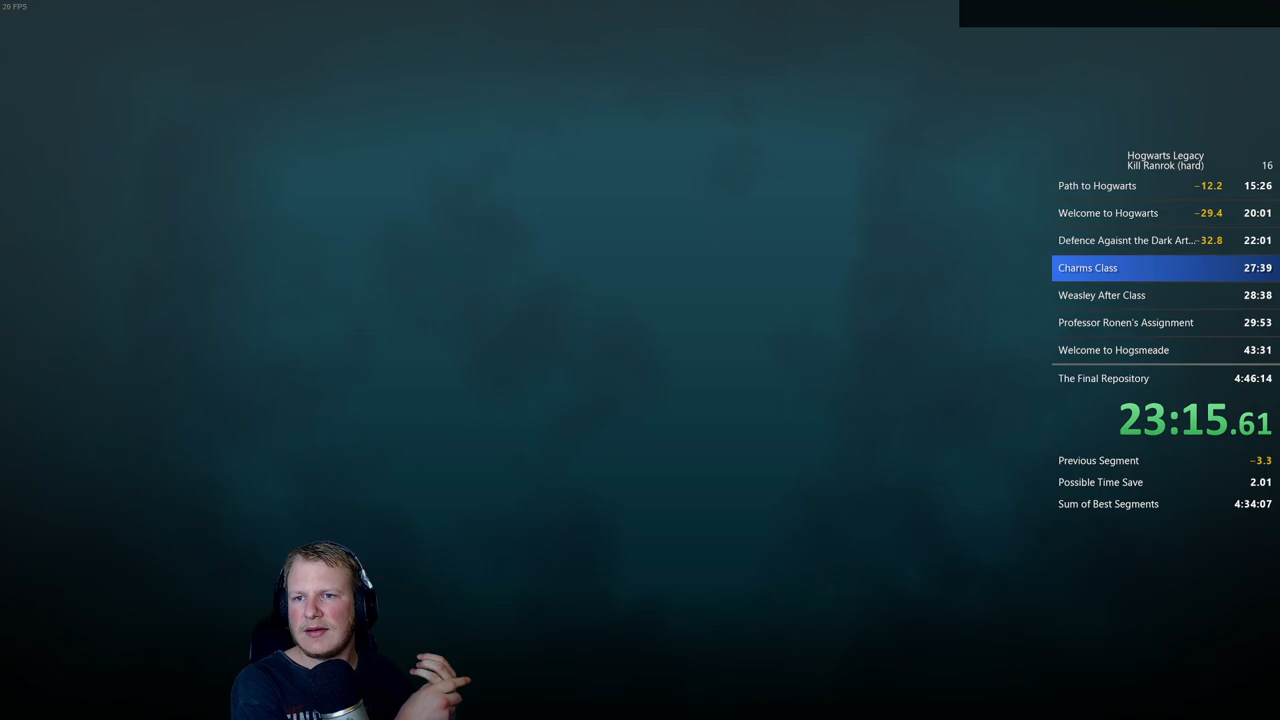 20 FPS
Hogwarts Legacy
Kill Ranrok (hard) 16
Path to Hogwarts −12.2 15:26
Welcome to Hogwarts −29.4 20:01
Defence Agaisnt the Dark Art... −32.8 22:01
Charms Class 27:39
Weasley After Class 28:38
Professor Ronen's Assignment 29:53
Welcome to Hogsmeade 43:31
The Final Repository 4:46:14
23:15.61
Previous Segment −3.3
Possible Time Save 2.01
Sum of Best Segments 4:34:07